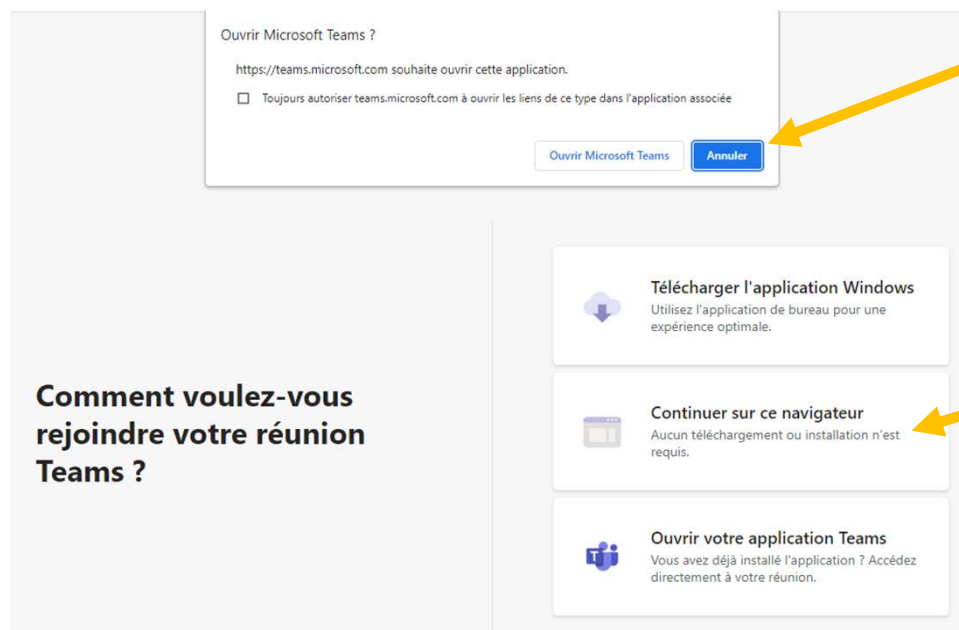 Ouvrir Microsoft Teams ?
https://teams.microsoft.com souhaite ouvrir cette application.
Toujours autoriser teams.microsoft.com à ouvrir les liens de ce type dans l'application associée
Ouvrir Microsoft Teams
Annuler
Comment voulez-vous
rejoindre votre réunion
Teams ?
Télécharger l'application Windows
Utilisez l'application de bureau pour une
expérience optimale.
Continuer sur ce navigateur
Aucun téléchargement ou installation n'est
requis.
Ouvrir votre application Teams
Vous avez déjà installé l'application ? Accédez
directement à votre réunion.